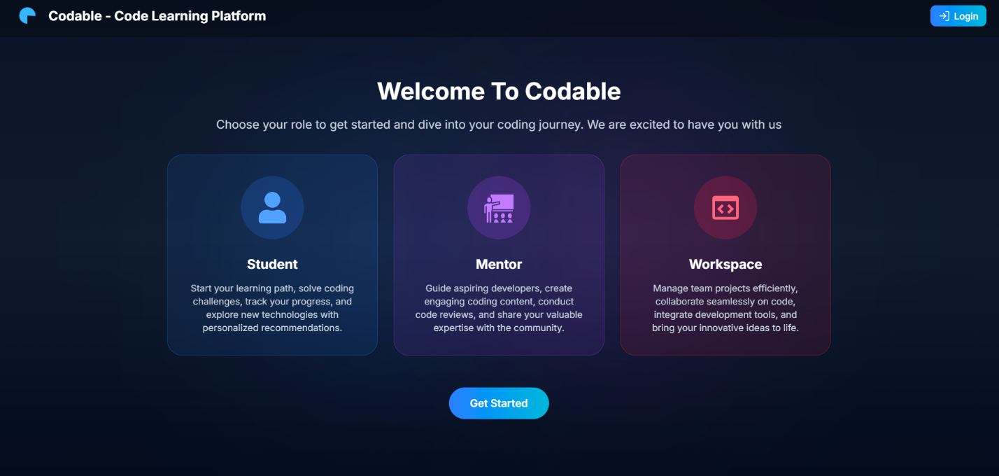 Codable - Code Learning Platform
Login
Welcome To Codable
Choose your role to get started and dive into your coding journey. We are excited to have you with us
Student
Start your learning path, solve coding
challenges, track your progress, and
explore new technologies with
personalized recommendations.
Mentor
Guide aspiring developers, create
engaging coding content, conduct
code reviews, and share your valuable
expertise with the community.
Workspace
Manage team projects efficiently,
collaborate seamlessly on code,
integrate development tools, and
bring your innovative ideas to life.
Get Started